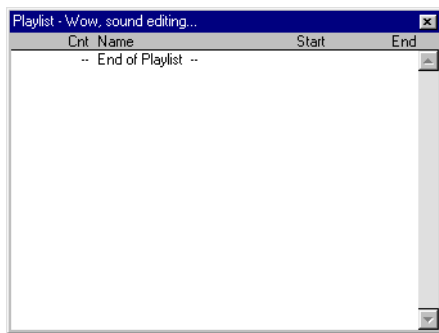 Playlist - Wow, sound editing...
Cnt Name Start End
-- End of Playlist --